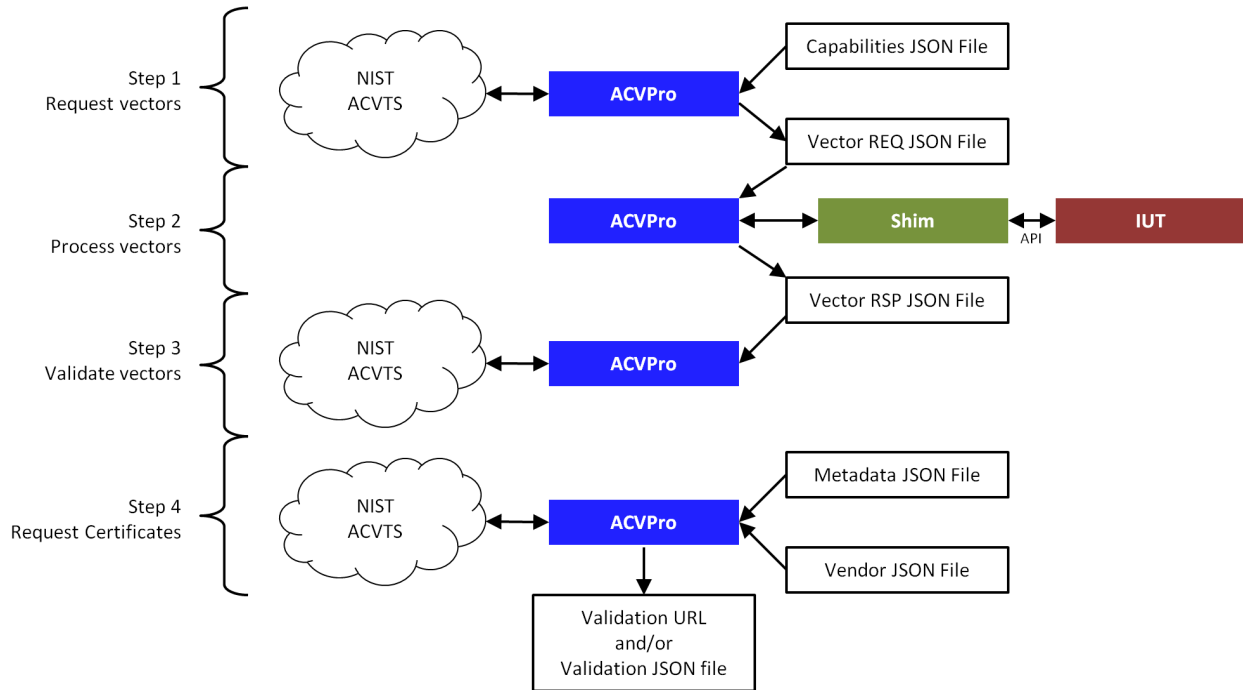 Step 1
Request vectors
NIST
ACVTS
ACVPro
Capabilities JSON File
Vector REQ JSON File
Step 2
Process vectors
ACVPro
Shim
API
IUT
Vector RSP JSON File
Step 3
Validate vectors
NIST
ACVTS
ACVPro
Step 4
Request Certificates
NIST
ACVTS
ACVPro
Metadata JSON File
Vendor JSON File
Validation URL
and/or
Validation JSON file